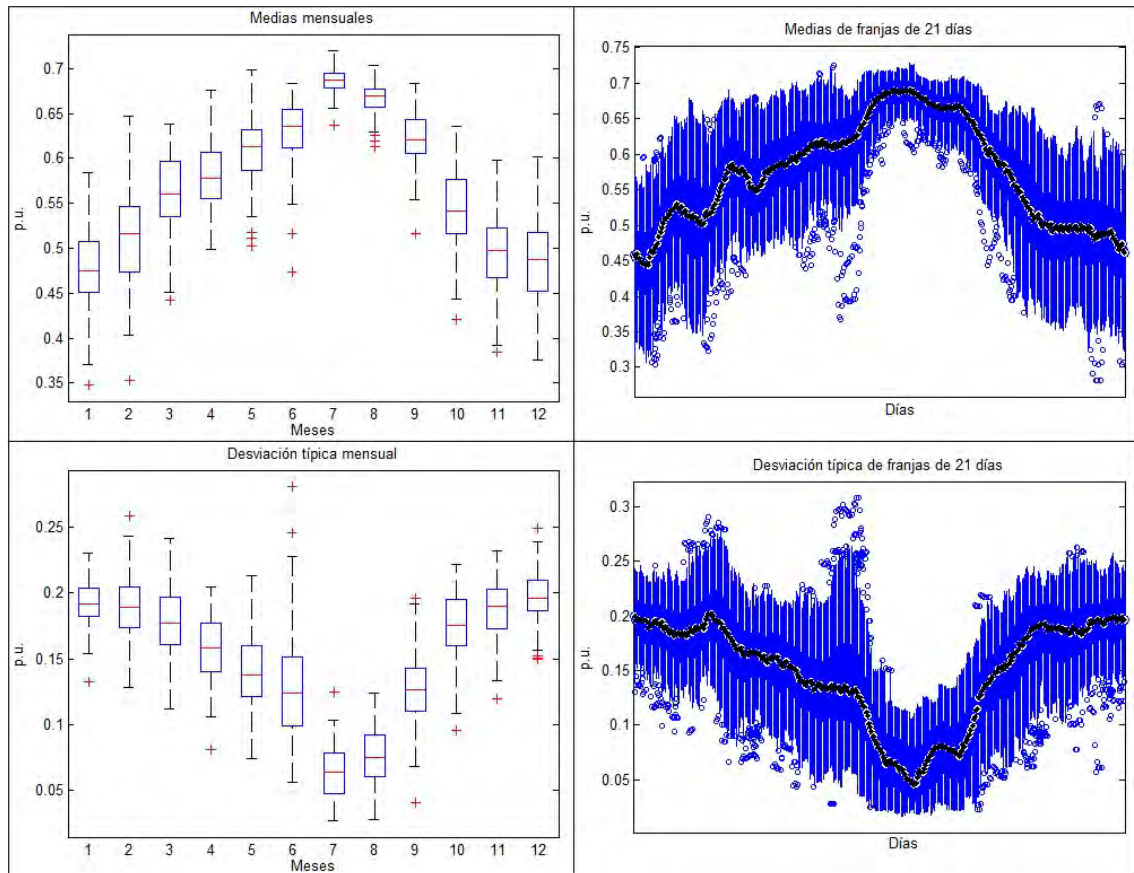 Medias mensuales
0.7
0.65
0.6
0.55
0.5
0.45
0.4
0.35
p.u.
1 2 3 4 5 6 7 8 9 10 11 12
Meses
Medias de franjas de 21 días
0.75
0.7
0.65
0.6
0.55
0.5
0.45
0.4
0.35
0.3
p.u.
Días
Desviación típica mensual
0.25
0.2
0.15
0.1
0.05
p.u.
1 2 3 4 5 6 7 8 9 10 11 12
Meses
Desviación típica de franjas de 21 días
0.3
0.25
0.2
0.15
0.1
0.05
p.u.
Días